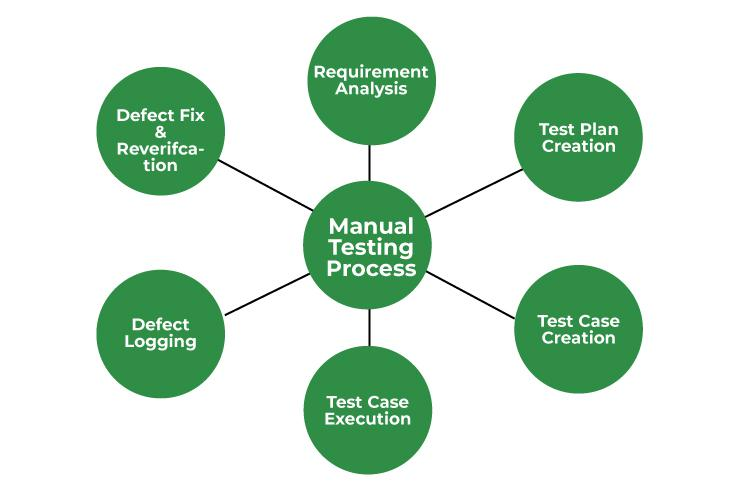 Requirement
Analysis
Test Plan
Creation
Test Case
Creation
Test Case
Execution
Defect
Logging
Defect Fix
&
Reverifca-
tion
Manual
Testing
Process